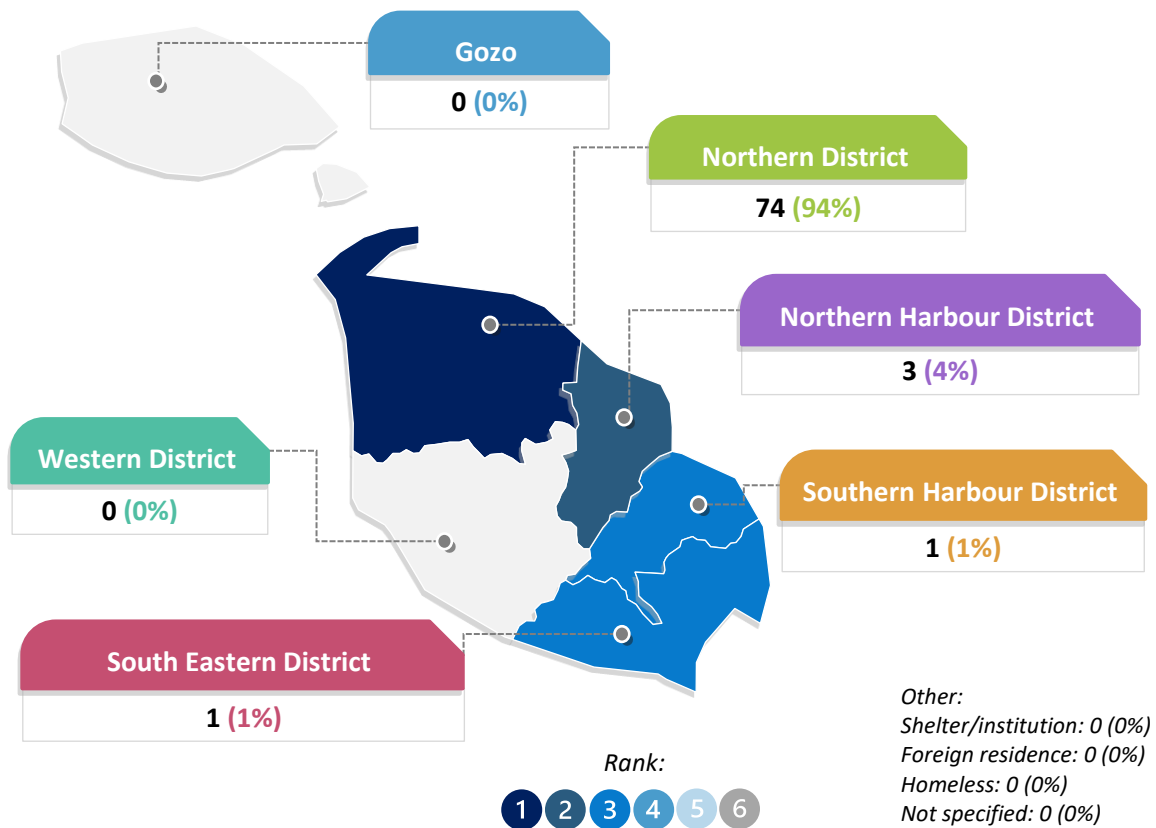 Gozo
0 (0%)
Northern District
74 (94%)
Northern Harbour District
3 (4%)
Western District
0 (0%)
Southern Harbour District
1 (1%)
South Eastern District
1 (1%)
Other:
Shelter/institution: 0 (0%)
Foreign residence: 0 (0%)
Homeless: 0 (0%)
Not specified: 0 (0%)
Rank:
1 2 3 4 5 6